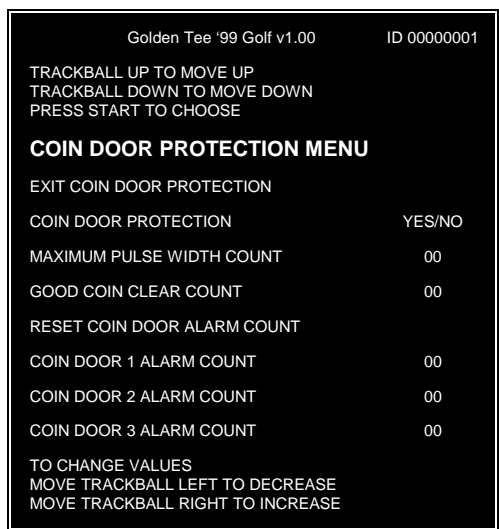 Golden Tee ‘99 Golf v1.00 ID 00000001
TRACKBALL UP TO MOVE UP
TRACKBALL DOWN TO MOVE DOWN
PRESS START TO CHOOSE
COIN DOOR PROTECTION MENU
EXIT COIN DOOR PROTECTION
COIN DOOR PROTECTION YES/NO
MAXIMUM PULSE WIDTH COUNT 00
GOOD COIN CLEAR COUNT 00
RESET COIN DOOR ALARM COUNT
COIN DOOR 1 ALARM COUNT 00
COIN DOOR 2 ALARM COUNT 00
COIN DOOR 3 ALARM COUNT 00
TO CHANGE VALUES
MOVE TRACKBALL LEFT TO DECREASE
MOVE TRACKBALL RIGHT TO INCREASE